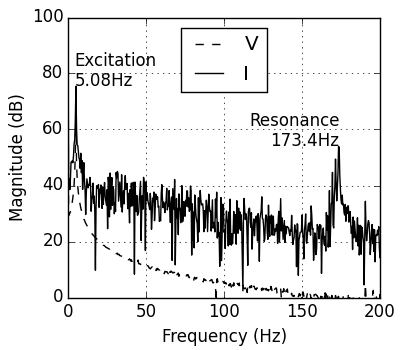 100
80
60
40
20
0
Magnitude (dB)
Excitation
5.08Hz
V
I
Resonance
173.4Hz
0 50 100 150 200
Frequency (Hz)